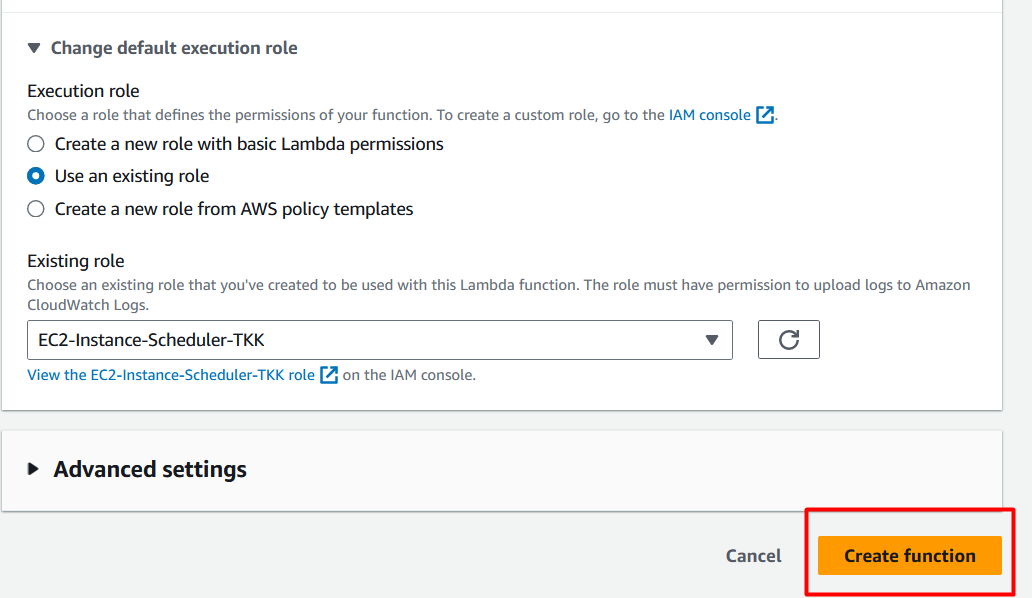 Change default execution role
Execution role
Choose a role that defines the permissions of your function. To create a custom role, go to the IAM console.
Create a new role with basic Lambda permissions
Use an existing role
Create a new role from AWS policy templates
Existing role
Choose an existing role that you've created to be used with this Lambda function. The role must have permission to upload logs to Amazon
CloudWatch Logs.
EC2-Instance-Scheduler-TKK
View the EC2-Instance-Scheduler-TKK role on the IAM console.
Advanced settings
Cancel
Create function